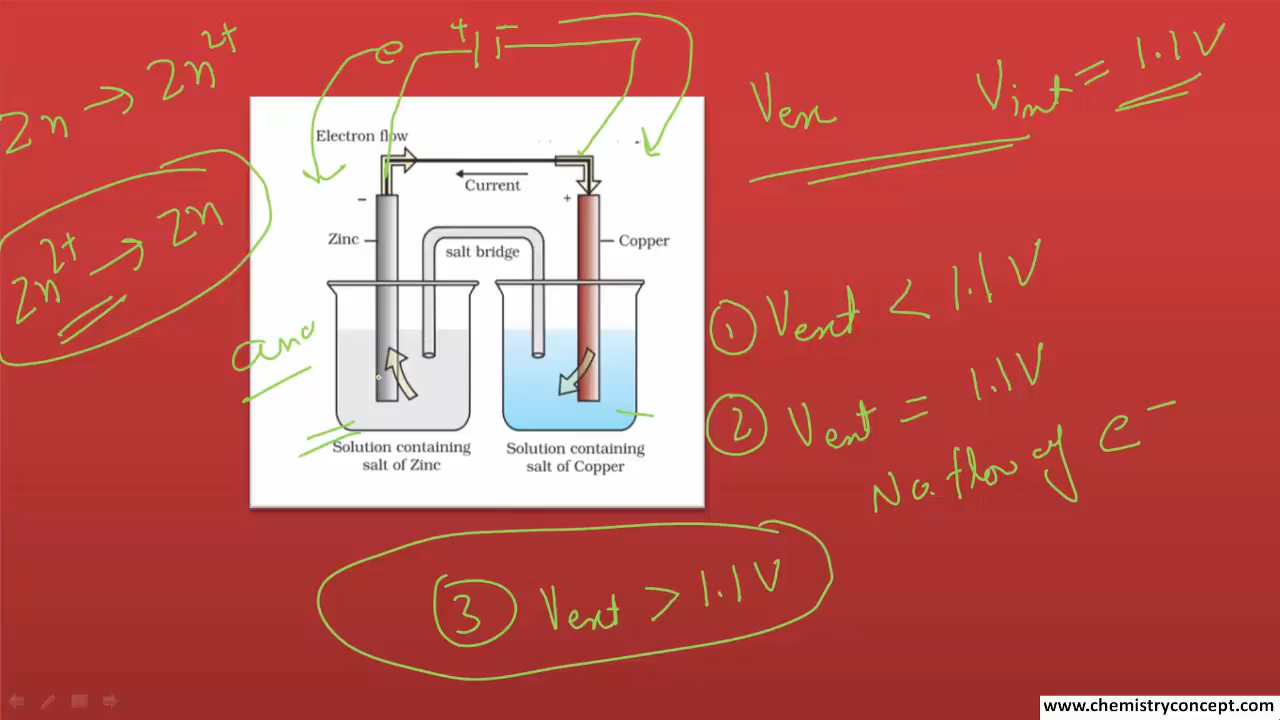 Zn → Zn²⁺
Zn²⁺ → Zn
e
+ -
Vex Vint = 1.1V
Electron flow
Current
- +
Zinc
Copper
salt bridge
ano
Solution containing
salt of Zinc
Solution containing
salt of Copper
① Vext < 1.1V
② Vext = 1.1V
No. flow of e⁻
③ Vext > 1.1V
www.chemistryconcept.com